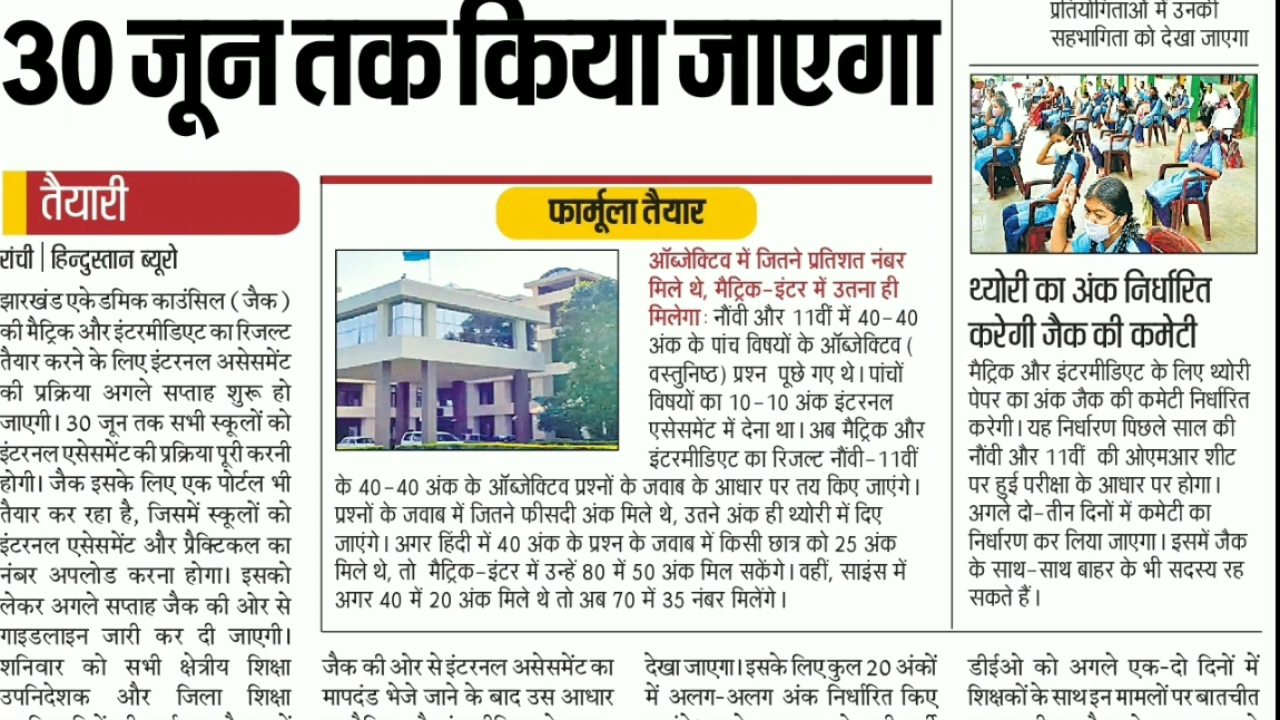 30 जून तक किया जाएगा
तैयारी
रांची | हिन्दुस्तान ब्यूरो
झारखंड एकेडमिक काउंसिल ( जैक )
की मैट्रिक और इंटरमीडिएट का रिजल्ट
तैयार करने के लिए इंटरनल असेसमेंट
की प्रक्रिया अगले सप्ताह शुरू हो
जाएगी। 30 जून तक सभी स्कूलों को
इंटरनल एसेसमेंट की प्रक्रिया पूरी करनी
होगी। जैक इसके लिए एक पोर्टल भी
तैयार कर रहा है, जिसमें स्कूलों को
इंटरनल एसेसमेंट और प्रैक्टिकल का
नंबर अपलोड करना होगा। इसको
लेकर अगले सप्ताह जैक की ओर से
गाइडलाइन जारी कर दी जाएगी।
शनिवार को सभी क्षेत्रीय शिक्षा
उपनिदेशक और जिला शिक्षा
फार्मूला तैयार
ऑब्जेक्टिव में जितने प्रतिशत नंबर
मिले थे, मैट्रिक-इंटर में उतना ही
मिलेगा : नौंवी और 11वीं में 40-40
अंक के पांच विषयों के ऑब्जेक्टिव (
वस्तुनिष्ठ) प्रश्न पूछे गए थे। पांचों
विषयों का 10-10 अंक इंटरनल
एसेसमेंट में देना था। अब मैट्रिक और
इंटरमीडिएट का रिजल्ट नौंवी-11वीं
के 40-40 अंक के ऑब्जेक्टिव प्रश्नों के जवाब के आधार पर तय किए जाएंगे।
प्रश्नों के जवाब में जितने फीसदी अंक मिले थे, उतने अंक ही थ्योरी में दिए
जाएंगे। अगर हिंदी में 40 अंक के प्रश्न के जवाब में किसी छात्र को 25 अंक
मिले थे, तो मैट्रिक-इंटर में उन्हें 80 में 50 अंक मिल सकेंगे। वहीं, साइंस में
अगर 40 में 20 अंक मिले थे तो अब 70 में 35 नंबर मिलेंगे।
जैक की ओर से इंटरनल असेसमेंट का
मापदंड भेजे जाने के बाद उस आधार
देखा जाएगा। इसके लिए कुल 20 अंकों
में अलग-अलग अंक निर्धारित किए
प्रतियोगिताओं में उनकी
सहभागिता को देखा जाएगा
थ्योरी का अंक निर्धारित
करेगी जैक की कमेटी
मैट्रिक और इंटरमीडिएट के लिए थ्योरी
पेपर का अंक जैक की कमेटी निर्धारित
करेगी। यह निर्धारण पिछले साल की
नौंवी और 11वीं की ओएमआर शीट
पर हुई परीक्षा के आधार पर होगा।
अगले दो-तीन दिनों में कमेटी का
निर्धारण कर लिया जाएगा। इसमें जैक
के साथ-साथ बाहर के भी सदस्य रह
सकते हैं।
डीईओ को अगले एक-दो दिनों में
शिक्षकों के साथ इन मामलों पर बातचीत